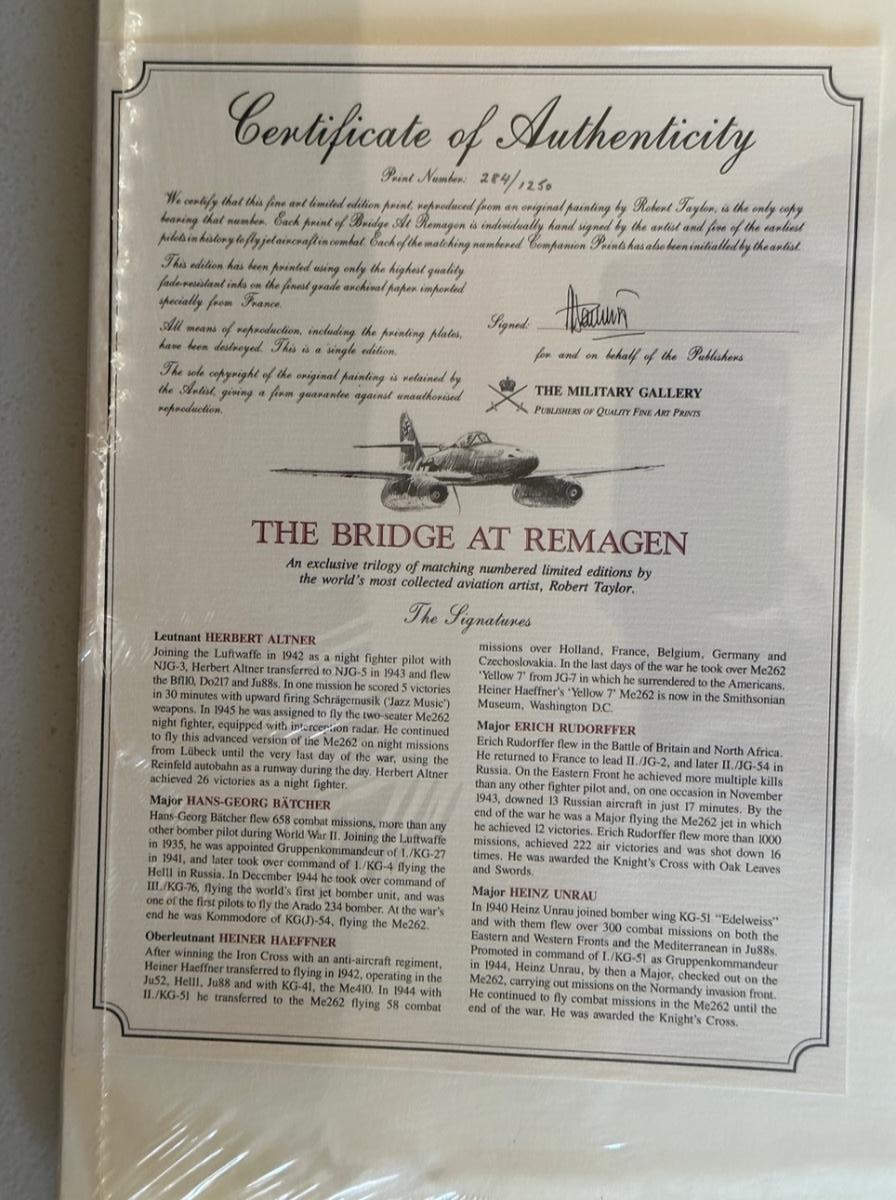 Certificate of Authenticity
Print Number: 284/1250
We certify that this fine art limited edition print, reproduced from an original painting by Robert Taylor, is the only copy
bearing that number. Each print of Bridge At Remagen is individually hand signed by the artist and five of the earliest
pilots in history to fly jet aircraft in combat. Each of the matching numbered Companion Prints has also been initialled by the artist.
This edition has been printed using only the highest quality
fade-resistant inks on the finest grade archival paper imported
specially from France.
All means of reproduction, including the printing plates,
have been destroyed. This is a single edition.
The sole copyright of the original painting is retained by
the Artist, giving a firm guarantee against unauthorised
reproduction.
Signed:
for and on behalf of the Publishers
THE MILITARY GALLERY
PUBLISHERS OF QUALITY FINE ART PRINTS
THE BRIDGE AT REMAGEN
An exclusive trilogy of matching numbered limited editions by
the world's most collected aviation artist, Robert Taylor.
The Signatures
Leutnant HERBERT ALTNER
Joining the Luftwaffe in 1942 as a night fighter pilot with
NJG-3, Herbert Altner transferred to NJG-5 in 1943 and flew
the Bf110, Do217 and Ju88s. In one mission he scored 5 victories
in 30 minutes with upward firing Schrägemusik ('Jazz Music')
weapons. In 1945 he was assigned to fly the two-seater Me262
night fighter, equipped with interception radar. He continued
to fly this advanced version of the Me262 on night missions
from Lübeck until the very last day of the war, using the
Reinfeld autobahn as a runway during the day. Herbert Altner
achieved 26 victories as a night fighter.
Major HANS-GEORG BÄTCHER
Hans-Georg Bätcher flew 658 combat missions, more than any
other bomber pilot during World War II. Joining the Luftwaffe
in 1935, he was appointed Gruppenkommandeur of I./KG-27
in 1941, and later took over command of I./KG-4 flying the
He111 in Russia. In December 1944 he took over command of
III./KG-76, flying the world's first jet bomber unit, and was
one of the first pilots to fly the Arado 234 bomber. At the war's
end he was Kommodore of KG(J)-54, flying the Me262.
Oberleutnant HEINER HAEFFNER
After winning the Iron Cross with an anti-aircraft regiment,
Heiner Haeffner transferred to flying in 1942, operating in the
Ju52, He111, Ju88 and with KG-41, the Me410. In 1944 with
II./KG-51 he transferred to the Me262 flying 58 combat
missions over Holland, France, Belgium, Germany and
Czechoslovakia. In the last days of the war he took over Me262
'Yellow 7' from JG-7 in which he surrendered to the Americans.
Heiner Haeffner's 'Yellow 7' Me262 is now in the Smithsonian
Museum, Washington D.C.
Major ERICH RUDORFFER
Erich Rudorffer flew in the Battle of Britain and North Africa.
He returned to France to lead II./JG-2, and later II./JG-54 in
Russia. On the Eastern Front he achieved more multiple kills
than any other fighter pilot and, on one occasion in November
1943, downed 13 Russian aircraft in just 17 minutes. By the
end of the war he was a Major flying the Me262 jet in which
he achieved 12 victories. Erich Rudorffer flew more than 1000
missions, achieved 222 air victories and was shot down 16
times. He was awarded the Knight's Cross with Oak Leaves
and Swords.
Major HEINZ UNRAU
In 1940 Heinz Unrau joined bomber wing KG-51 "Edelweiss"
and with them flew over 300 combat missions on both the
Eastern and Western Fronts and the Mediterranean in Ju88s.
Promoted in command of I./KG-51 as Gruppenkommandeur
in 1944, Heinz Unrau, by then a Major, checked out on the
Me262, carrying out missions on the Normandy invasion front.
He continued to fly combat missions in the Me262 until the
end of the war. He was awarded the Knight's Cross.